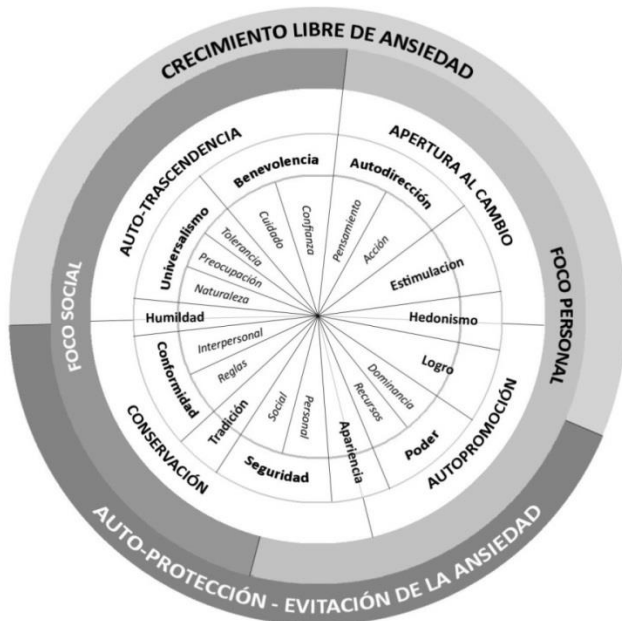 CRECIMIENTO LIBRE DE ANSIEDAD
FOCO SOCIAL
FOCO PERSONAL
AUTO-PROTECCIÓN - EVITACIÓN DE LA ANSIEDAD
AUTO-TRASCENDENCIA
APERTURA AL CAMBIO
AUTOPROMOCIÓN
CONSERVACIÓN
Benevolencia
Autodirección
Estimulacion
Hedonismo
Logro
Poder
Apariencia
Seguridad
Tradición
Conformidad
Humildad
Universalismo
Cuidado
Confianza
Pensamiento
Acción
Dominancia
Recursos
Personal
Social
Reglas
Interpersonal
Naturaleza
Preocupación
Tolerancia